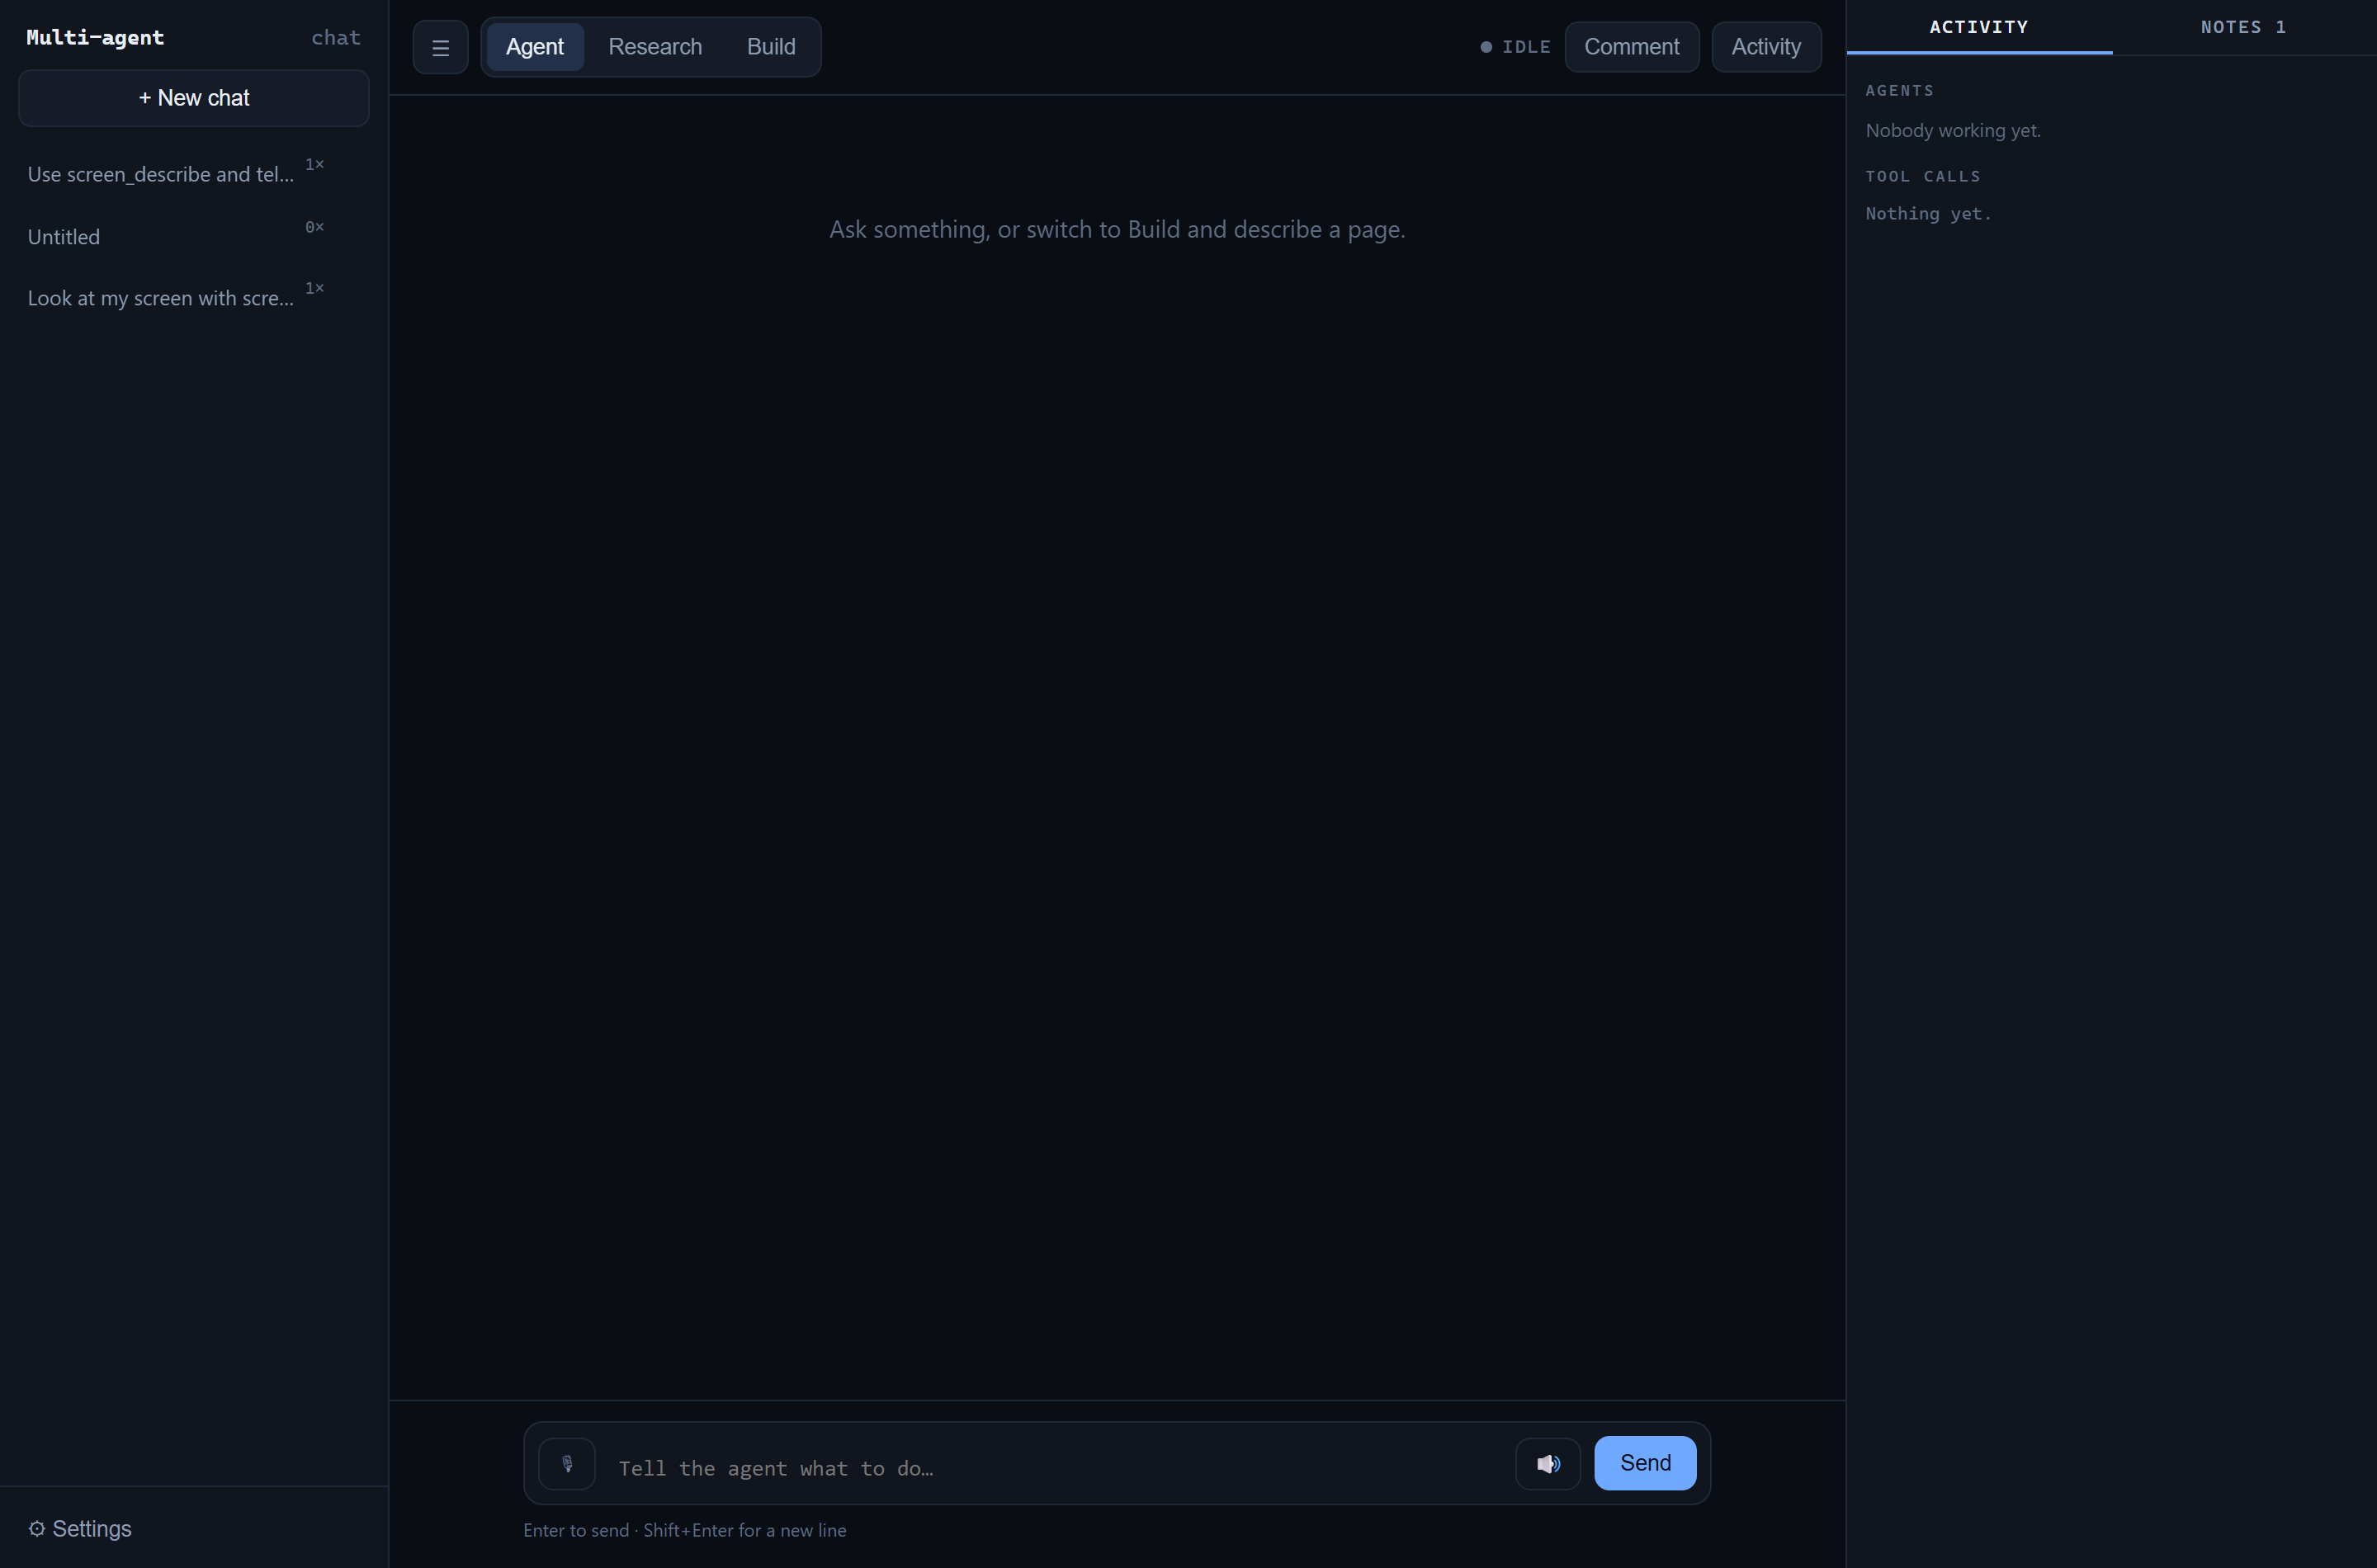 Multi-agent chat
+ New chat
Use screen_describe and tel... 1×
Untitled 0×
Look at my screen with scre... 1×
⚙ Settings
☰ Agent Research Build
IDLE Comment Activity
Ask something, or switch to Build and describe a page.
Tell the agent what to do…
Send
Enter to send · Shift+Enter for a new line
ACTIVITY NOTES 1
AGENTS
Nobody working yet.
TOOL CALLS
Nothing yet.